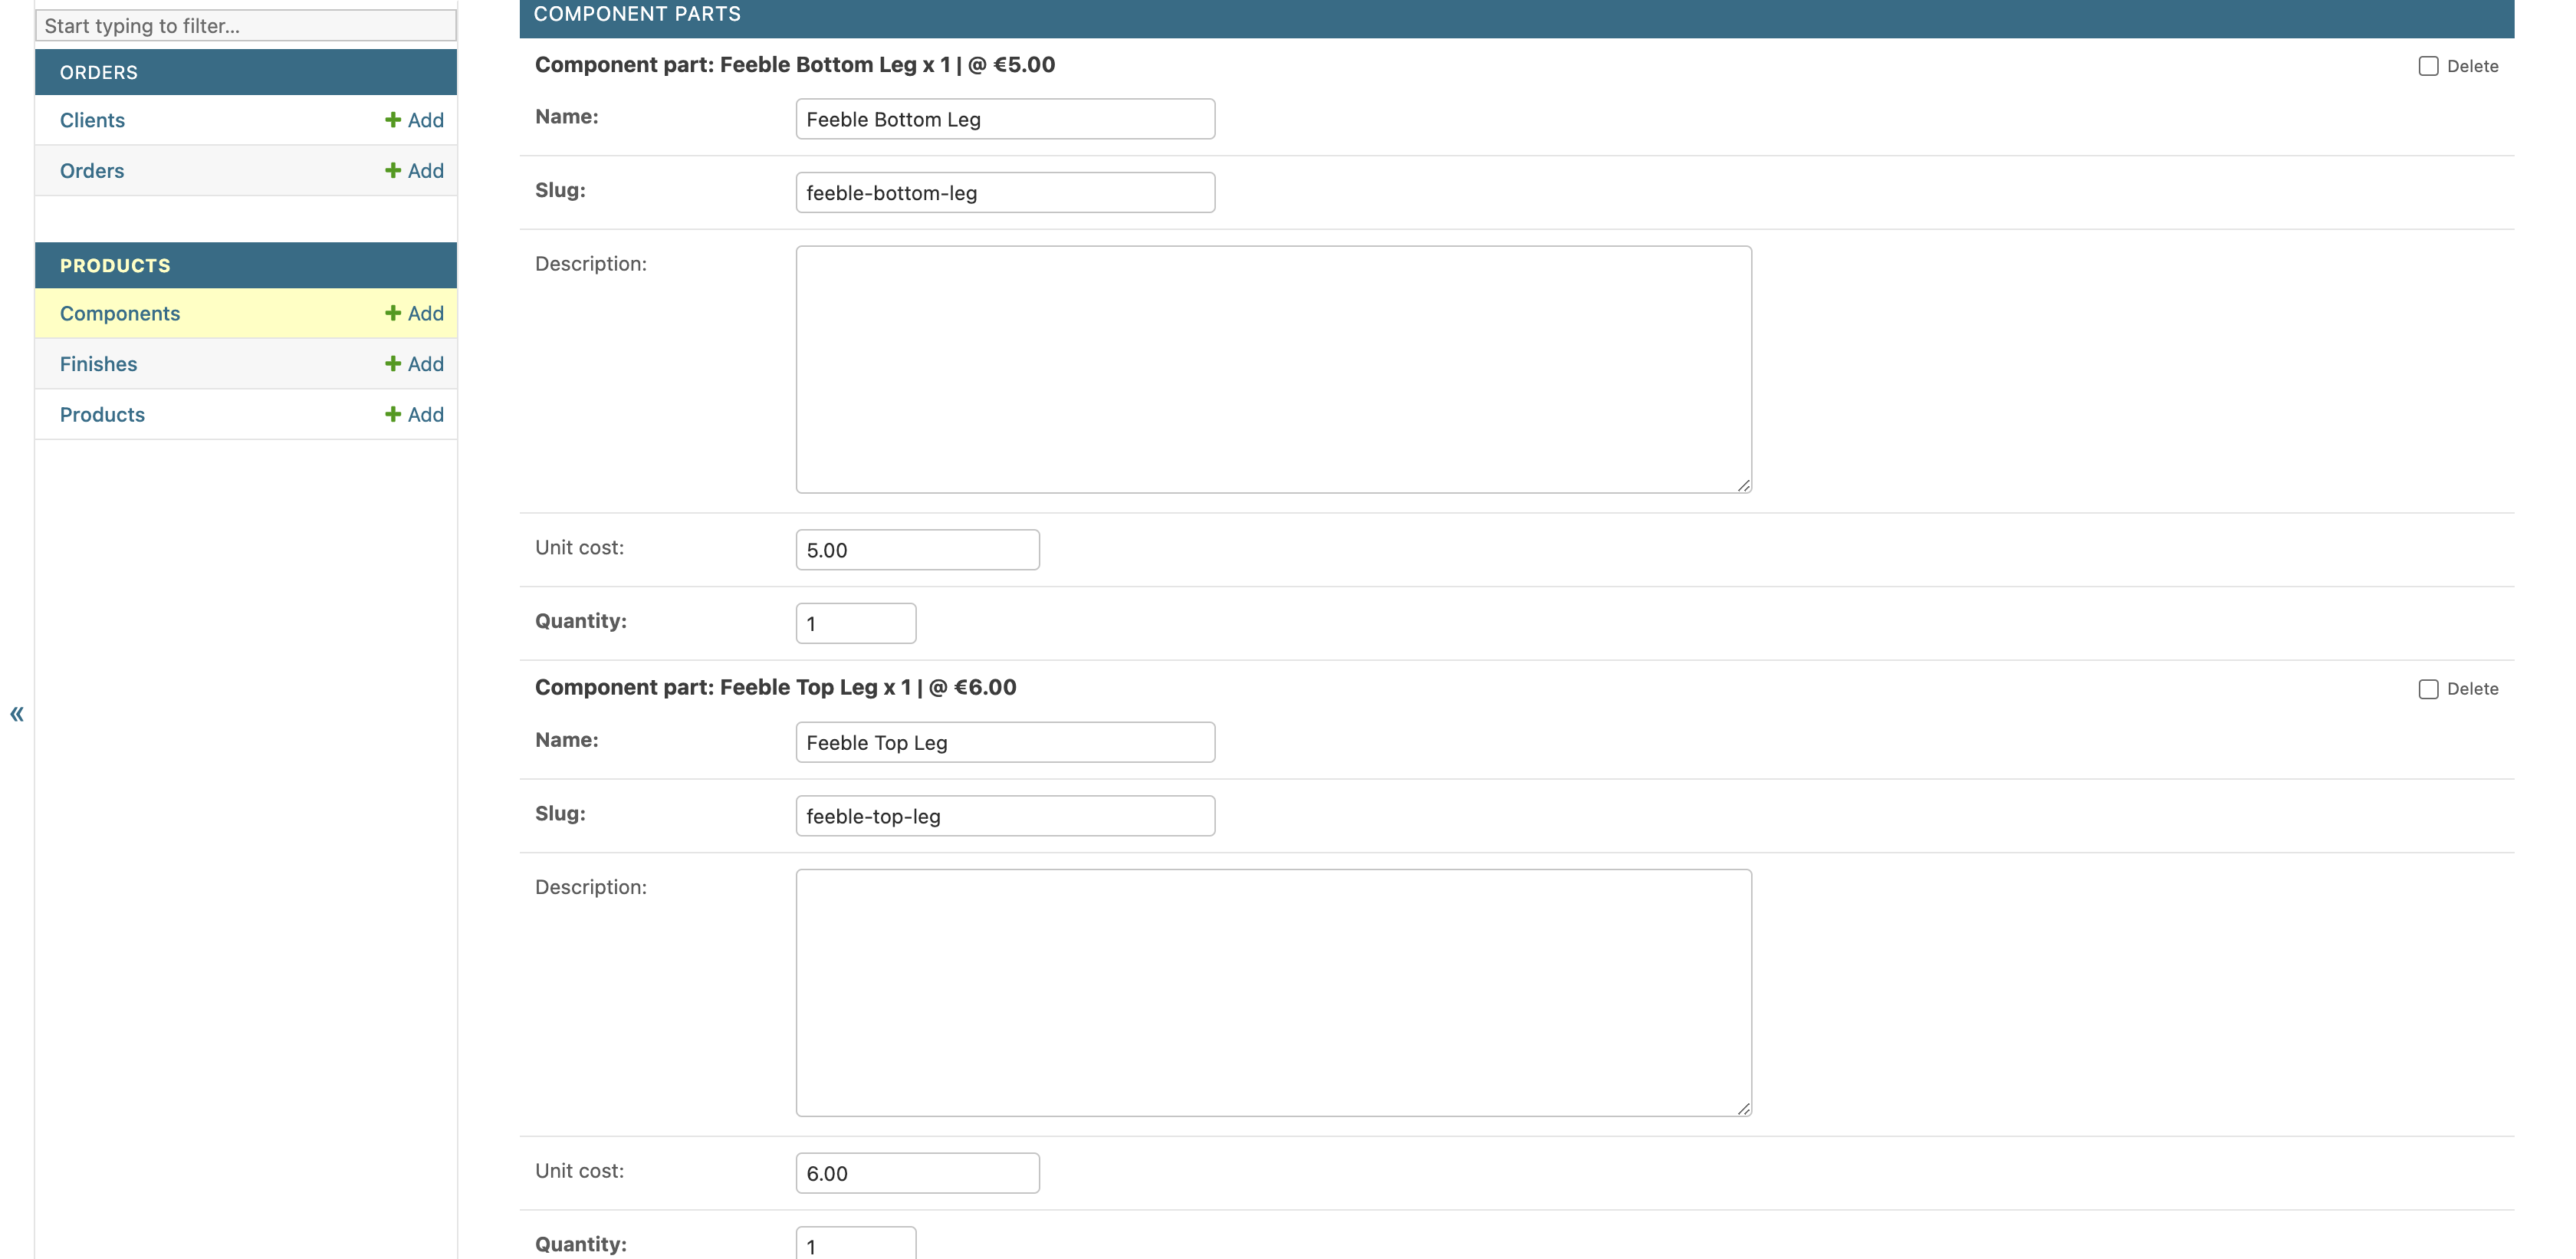 Start typing to filter...
ORDERS
Clients + Add
Orders + Add
PRODUCTS
Components + Add
Finishes + Add
Products + Add
«
COMPONENT PARTS
Component part: Feeble Bottom Leg x 1 | @ €5.00 Delete
Name: Feeble Bottom Leg
Slug: feeble-bottom-leg
Description:
Unit cost: 5.00
Quantity: 1
Component part: Feeble Top Leg x 1 | @ €6.00 Delete
Name: Feeble Top Leg
Slug: feeble-top-leg
Description:
Unit cost: 6.00
Quantity: 1